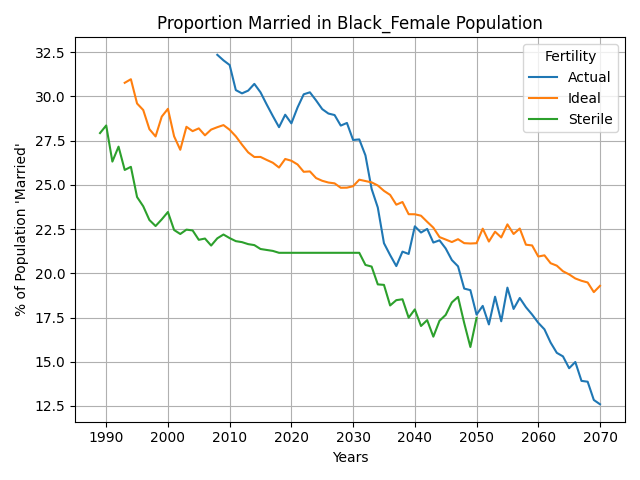 Proportion Married in Black_Female Population
% of Population 'Married'
32.5
30.0
27.5
25.0
22.5
20.0
17.5
15.0
12.5
Fertility
Actual
Ideal
Sterile
1990 2000 2010 2020 2030 2040 2050 2060 2070
Years